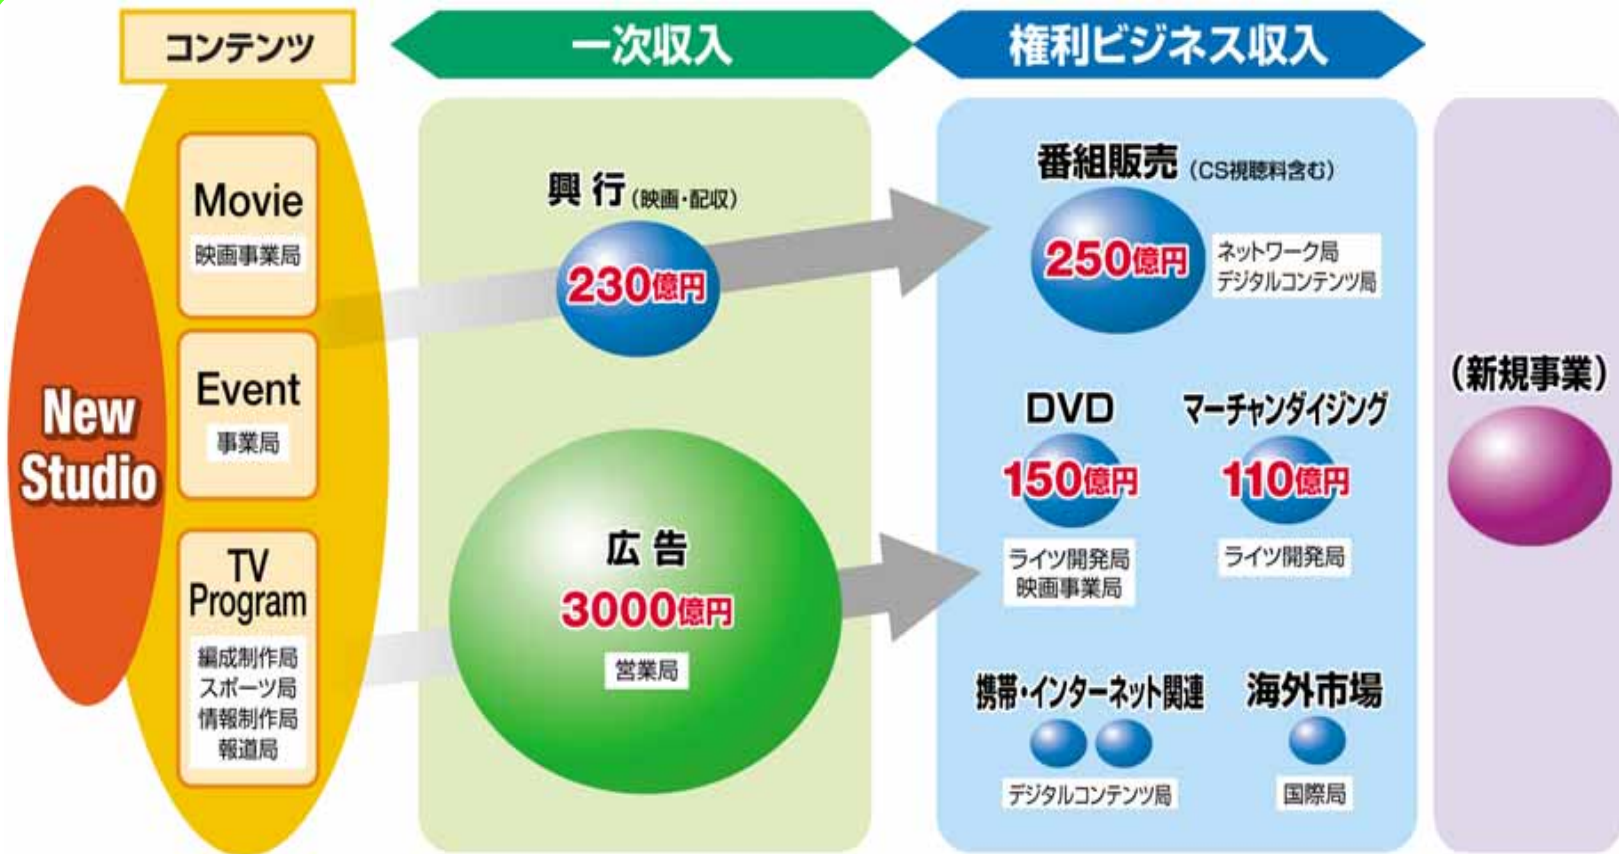 コンテンツ
一次収入
権利ビジネス収入
New
Studio
Movie
映画事業局
Event
事業局
TV
Program
編成制作局
スポーツ局
情報制作局
報道局
興行(映画・配収)
230億円
広告
3000億円
営業局
番組販売(CS視聴料含む)
250億円
ネットワーク局
デジタルコンテンツ局
DVD
150億円
ライツ開発局
映画事業局
マーチャンダイジング
110億円
ライツ開発局
携帯・インターネット関連
デジタルコンテンツ局
海外市場
国際局
(新規事業)